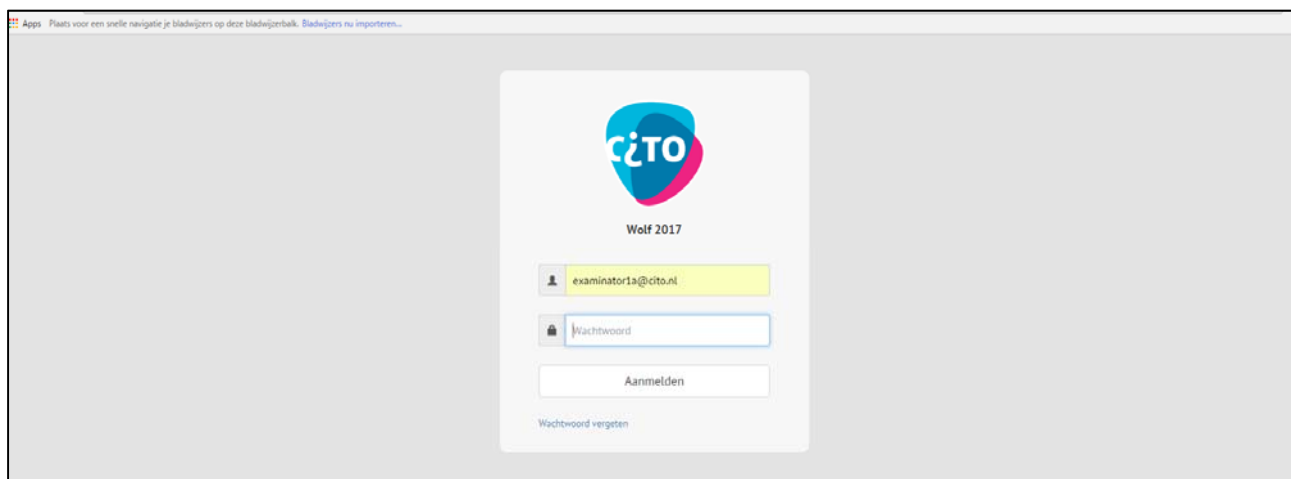 Apps Plaats voor een snelle navigatie je bladwijzers op deze bladwijzerbalk. Bladwijzers nu importeren...
CiTO
Wolf 2017
examinator1a@cito.nl
Wachtwoord
Aanmelden
Wachtwoord vergeten